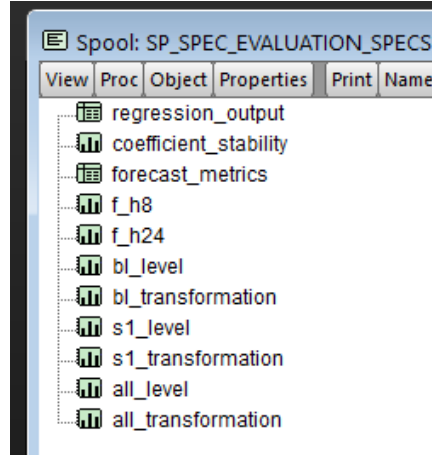 Spool: SP_SPEC_EVALUATION_SPECS
View Proc Object Properties Print Name
regression_output
coefficient_stability
forecast_metrics
f_h8
f_h24
bl_level
bl_transformation
s1_level
s1_transformation
all_level
all_transformation